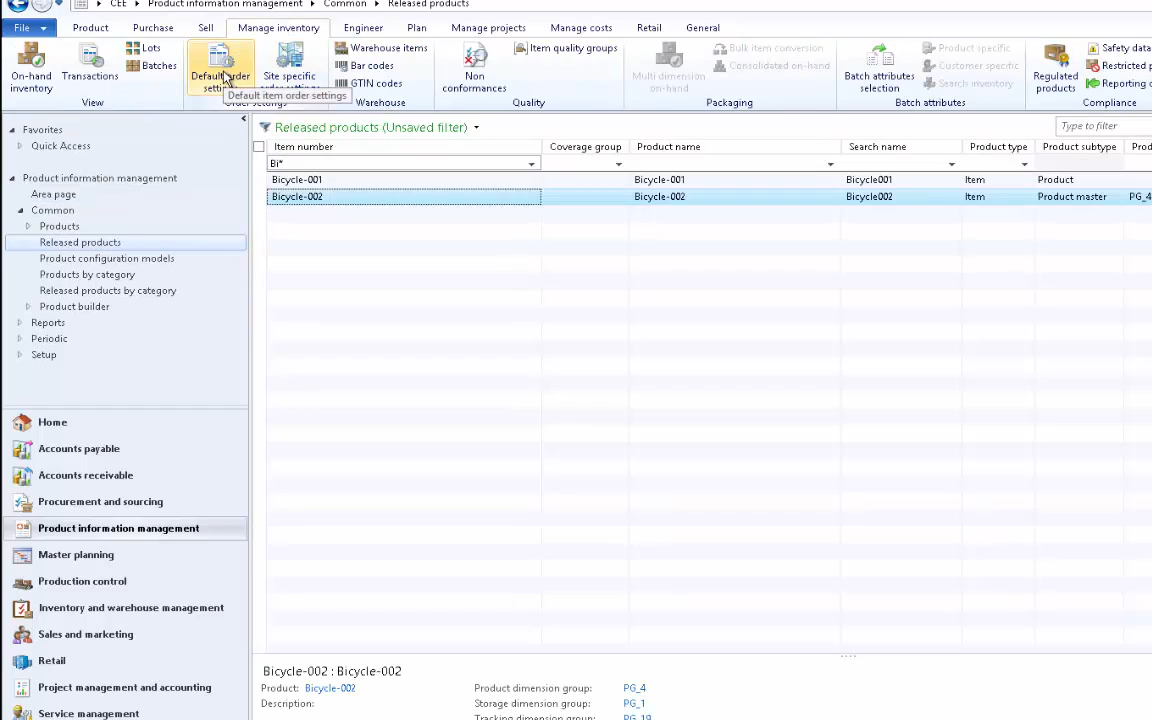 CEE Product information management Common Released products
File Product Purchase Sell Manage inventory Engineer Plan Manage projects Manage costs Retail General
On-hand inventory
Transactions
Lots
Batches
View
Default order
Site specific
Default item order settings
Warehouse items
Bar codes
GTIN codes
Warehouse
Non conformances
Item quality groups
Quality
Multi dimension on-hand
Bulk item conversion
Consolidated on-hand
Packaging
Batch attributes selection
Product specific
Customer specific
Search inventory
Batch attributes
Regulated products
Safety data
Restricted
Reporting
Compliance
Favorites
Quick Access
Product information management
Area page
Common
Products
Released products
Product configuration models
Products by category
Released products by category
Product builder
Reports
Periodic
Setup
Home
Accounts payable
Accounts receivable
Procurement and sourcing
Product information management
Master planning
Production control
Inventory and warehouse management
Sales and marketing
Retail
Project management and accounting
Service management
Released products (Unsaved filter)
Type to filter
Item number Coverage group Product name Search name Product type Product subtype Prod
Bi*
Bicycle-001 Bicycle-001 Bicycle001 Item Product
Bicycle-002 Bicycle-002 Bicycle002 Item Product master PG_4
Bicycle-002 : Bicycle-002
Product: Bicycle-002 Product dimension group: PG_4
Description: Storage dimension group: PG_1
Tracking dimension group: PG_19